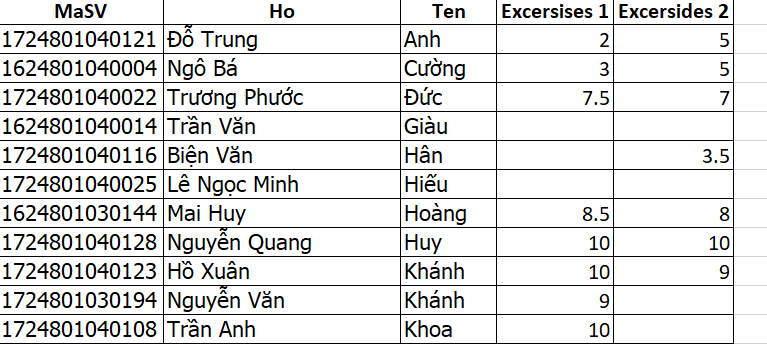 MaSV Ho Ten Excersises 1 Excersides 2
1724801040121 Đỗ Trung Anh 2 5
1624801040004 Ngô Bá Cường 3 5
1724801040022 Trương Phước Đức 7.5 7
1624801040014 Trần Văn Giàu
1724801040116 Biện Văn Hân 3.5
1724801040025 Lê Ngọc Minh Hiếu
1624801030144 Mai Huy Hoàng 8.5 8
1724801040128 Nguyễn Quang Huy 10 10
1724801040123 Hồ Xuân Khánh 10 9
1724801030194 Nguyễn Văn Khánh 9
1724801040108 Trần Anh Khoa 10